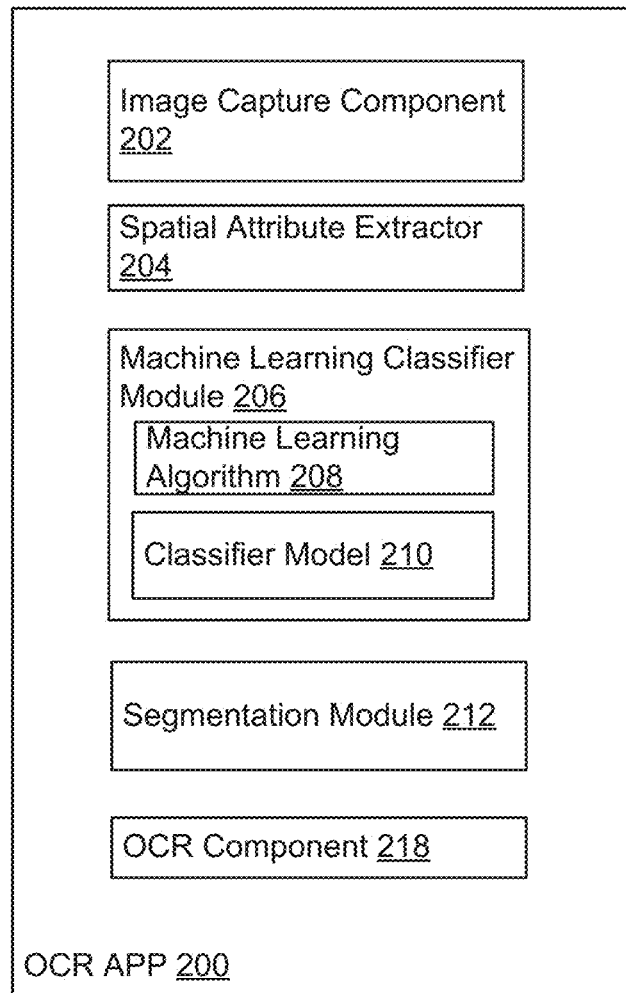 Image Capture Component
202
Spatial Attribute Extractor
204
Machine Learning Classifier
Module 206
Machine Learning
Algorithm 208
Classifier Model 210
Segmentation Module 212
OCR Component 218
OCR APP 200